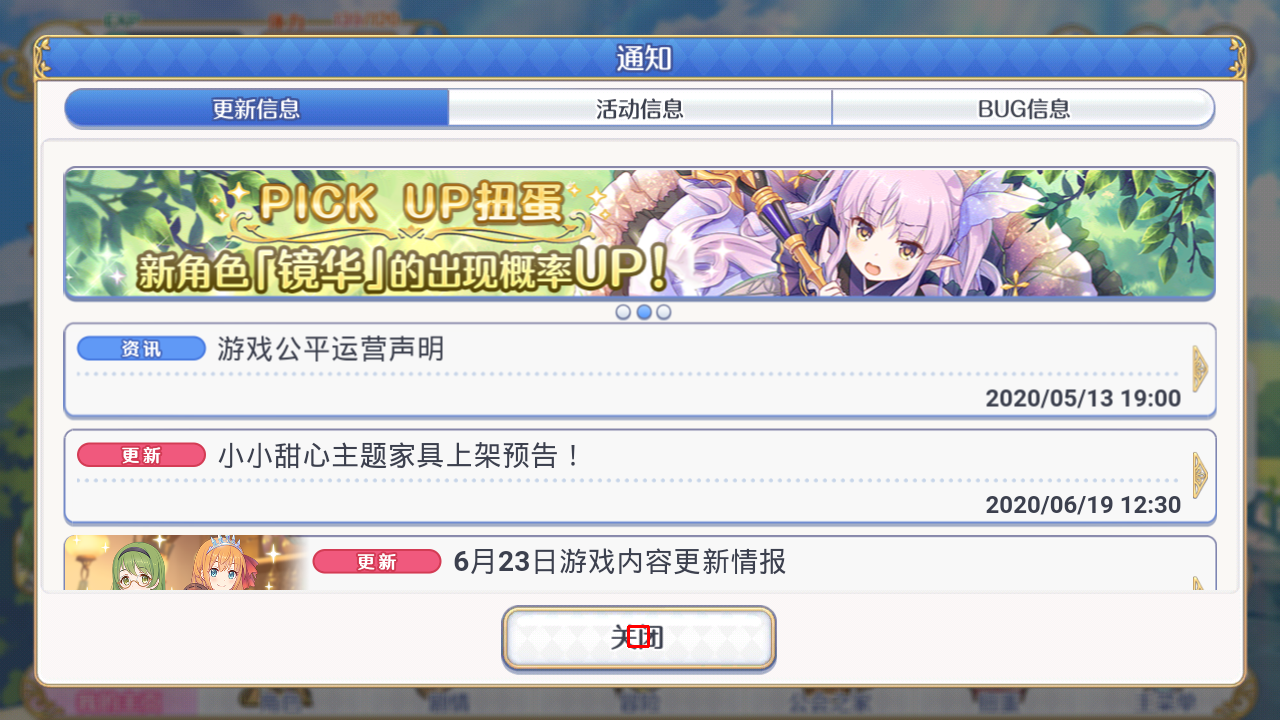 通知
更新信息
活动信息
BUG信息
PICK UP扭蛋
新角色「镜华」的出现概率UP!
资讯
游戏公平运营声明
2020/05/13 19:00
更新
小小甜心主题家具上架预告！
2020/06/19 12:30
更新
6月23日游戏内容更新情报
关闭